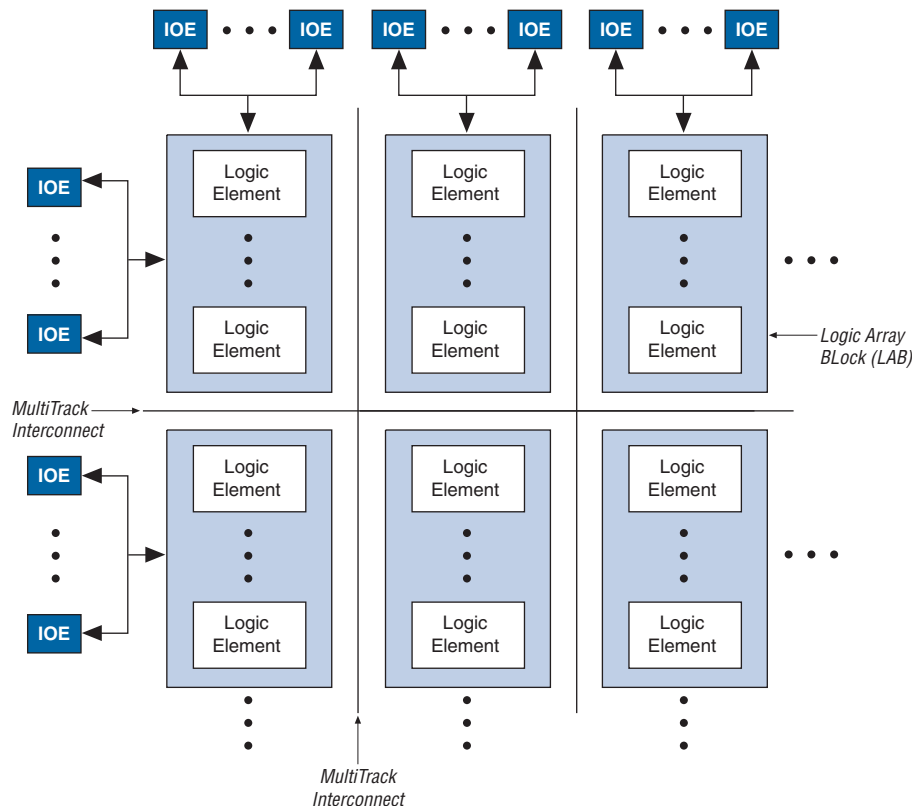 IOE IOE IOE IOE IOE IOE
Logic Element
Logic Element
Logic Element
IOE
IOE
Logic Element
Logic Element
Logic Element
Logic Array
BLock (LAB)
MultiTrack
Interconnect
IOE
Logic Element
Logic Element
Logic Element
IOE
Logic Element
Logic Element
Logic Element
MultiTrack
Interconnect